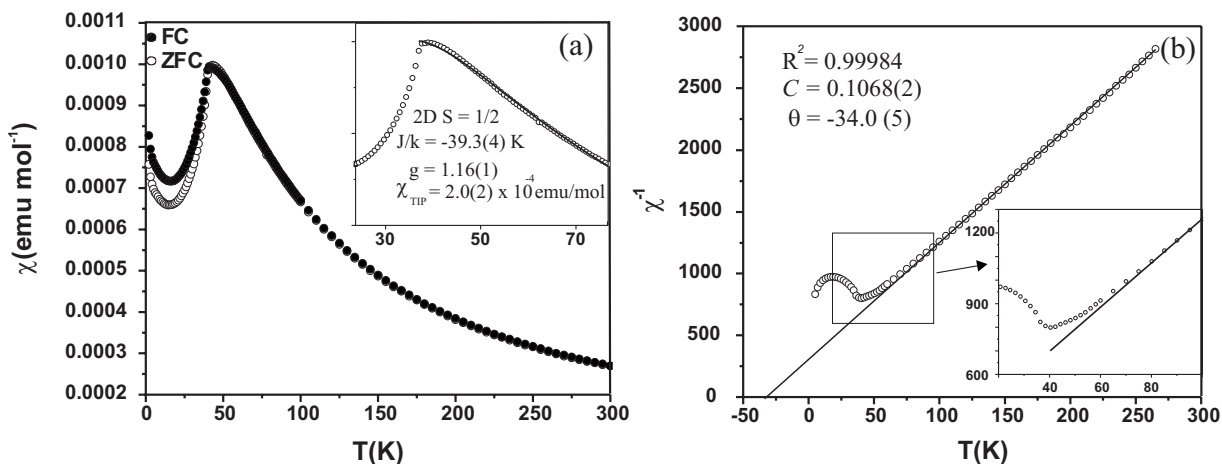 0.0011
0.0010
0.0009
0.0008
0.0007
0.0006
0.0005
0.0004
0.0003
0.0002
χ(emu mol⁻¹)
FC
ZFC
(a)
2D S = 1/2
J/k = -39.3(4) K
g = 1.16(1)
χTIP = 2.0(2) x 10⁻⁴ emu/mol
30 50 70
0 50 100 150 200 250 300
T(K)
3000
2500
2000
1500
1000
500
0
χ⁻¹
(b)
R² = 0.99984
C = 0.1068(2)
θ = -34.0 (5)
1200
900
600
40 60 80
-50 0 50 100 150 200 250 300
T(K)